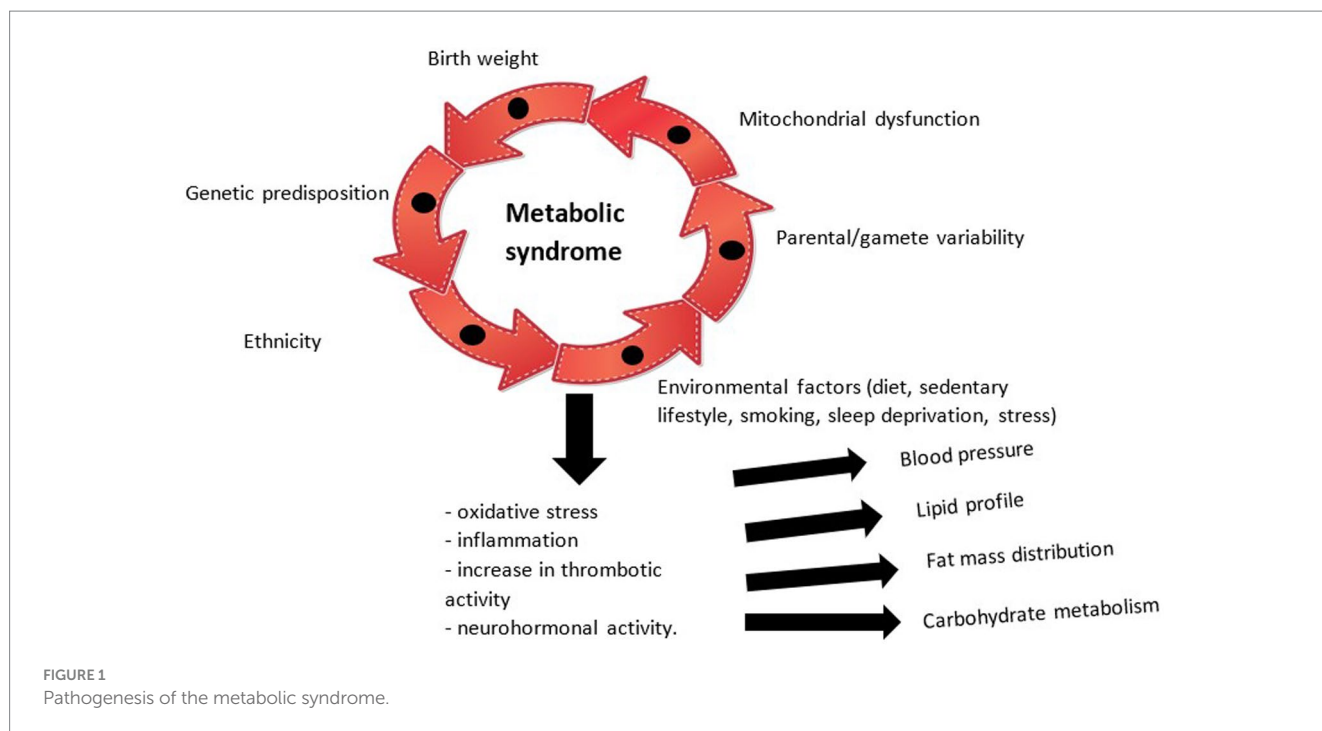 Birth weight
Mitochondrial dysfunction
Genetic predisposition
Metabolic
syndrome
Parental/gamete variability
Ethnicity
Environmental factors (diet, sedentary
lifestyle, smoking, sleep deprivation, stress)
Blood pressure
Lipid profile
Fat mass distribution
Carbohydrate metabolism
- oxidative stress
- inflammation
- increase in thrombotic
activity
- neurohormonal activity.
FIGURE 1
Pathogenesis of the metabolic syndrome.